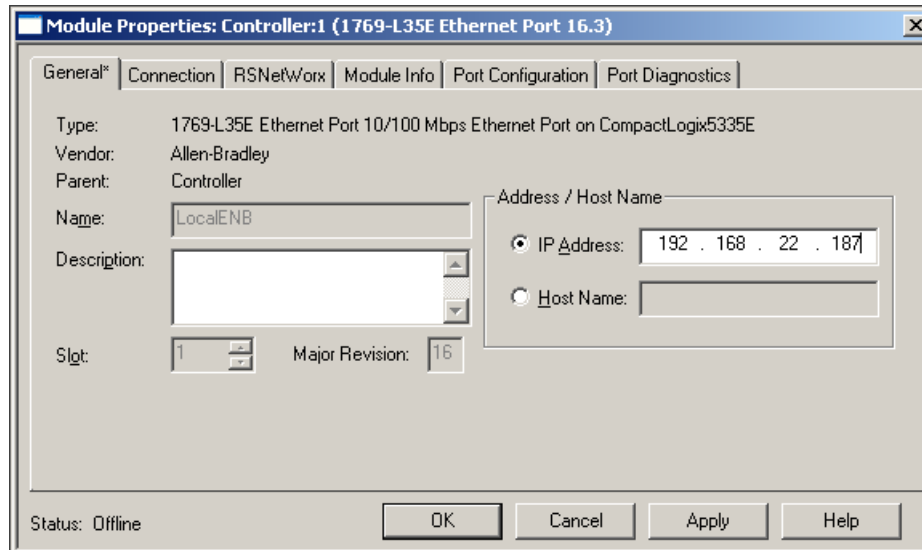 Module Properties: Controller:1 (1769-L35E Ethernet Port 16.3)
General* Connection RSNetWorx Module Info Port Configuration Port Diagnostics
Type: 1769-L35E Ethernet Port 10/100 Mbps Ethernet Port on CompactLogix5335E
Vendor: Allen-Bradley
Parent: Controller
Name: LocalENB
Description:
Slot: 1 Major Revision: 16
Address / Host Name
IP Address: 192 . 168 . 22 . 187
Host Name:
Status: Offline
OK Cancel Apply Help